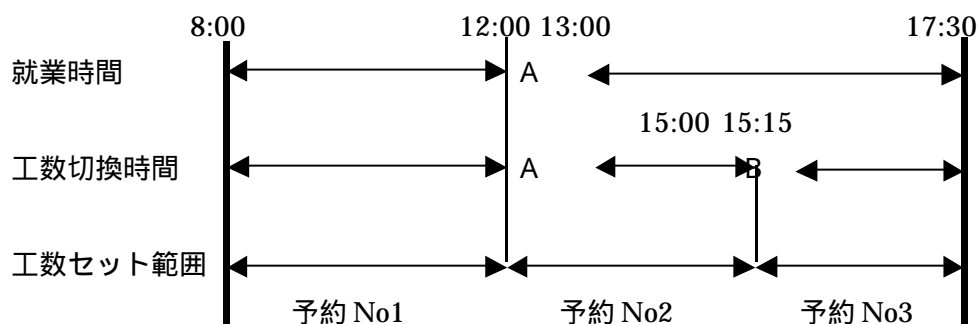 8:00 12:00 13:00 17:30
就業時間 A
15:00 15:15
工数切換時間 A B
工数セット範囲
予約 No1 予約 No2 予約 No3